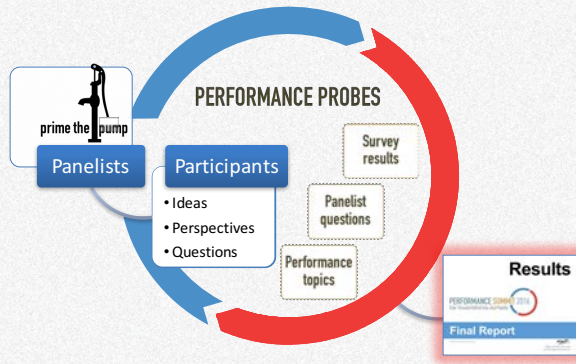 PERFORMANCE PROBES
prime the pump
Panelists
Participants
• Ideas
• Perspectives
• Questions
Survey
results
Panelist
questions
Performance
topics
Results
PERFORMANCE SUMMIT 2016
Final Report